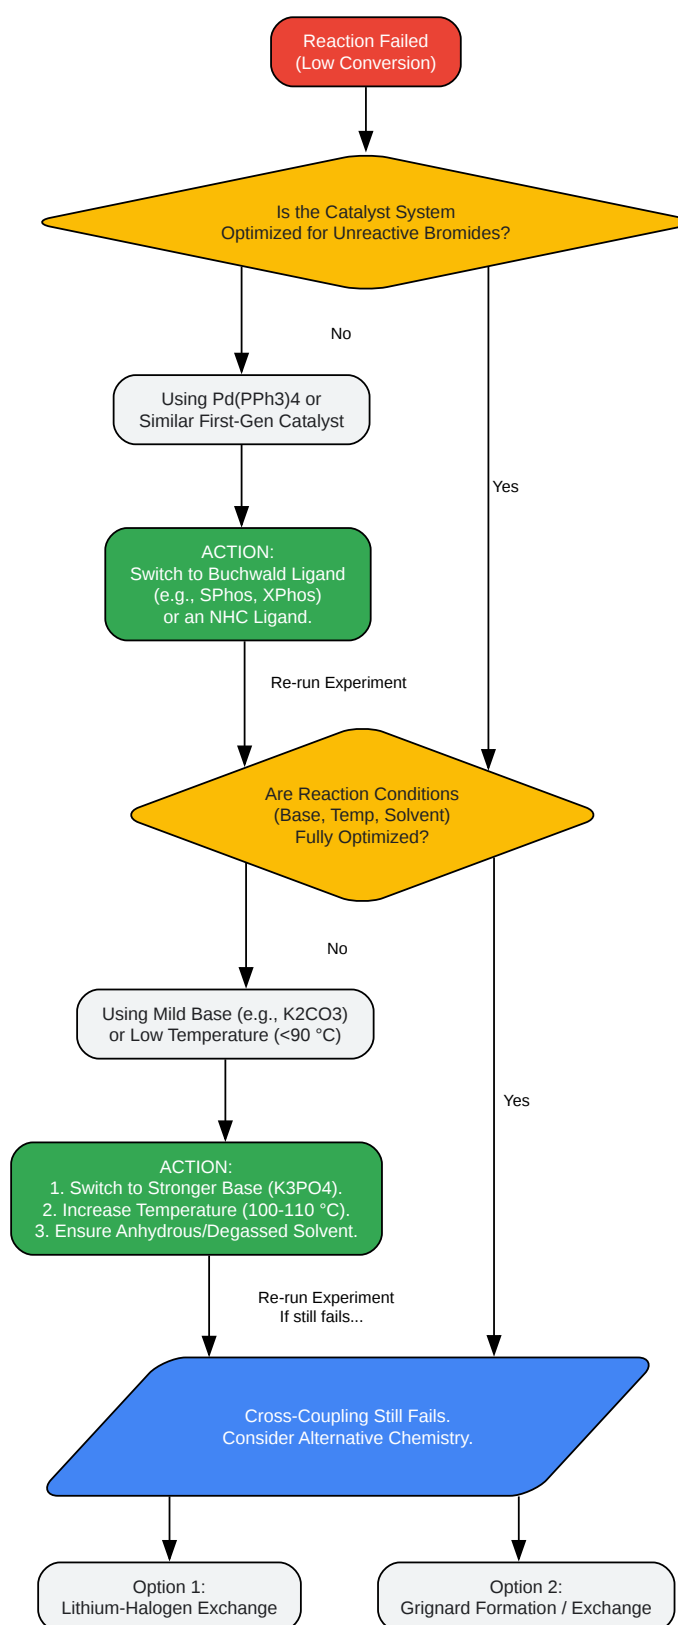 Reaction Failed
(Low Conversion)
Is the Catalyst System
Optimized for Unreactive Bromides?
No
Using Pd(PPh3)4 or
Similar First-Gen Catalyst
Yes
ACTION:
Switch to Buchwald Ligand
(e.g., SPhos, XPhos)
or an NHC Ligand.
Re-run Experiment
Are Reaction Conditions
(Base, Temp, Solvent)
Fully Optimized?
No
Using Mild Base (e.g., K2CO3)
or Low Temperature (<90 °C)
Yes
ACTION:
1. Switch to Stronger Base (K3PO4).
2. Increase Temperature (100-110 °C).
3. Ensure Anhydrous/Degassed Solvent.
Re-run Experiment
If still fails...
Cross-Coupling Still Fails.
Consider Alternative Chemistry.
Option 1:
Lithium-Halogen Exchange
Option 2:
Grignard Formation / Exchange